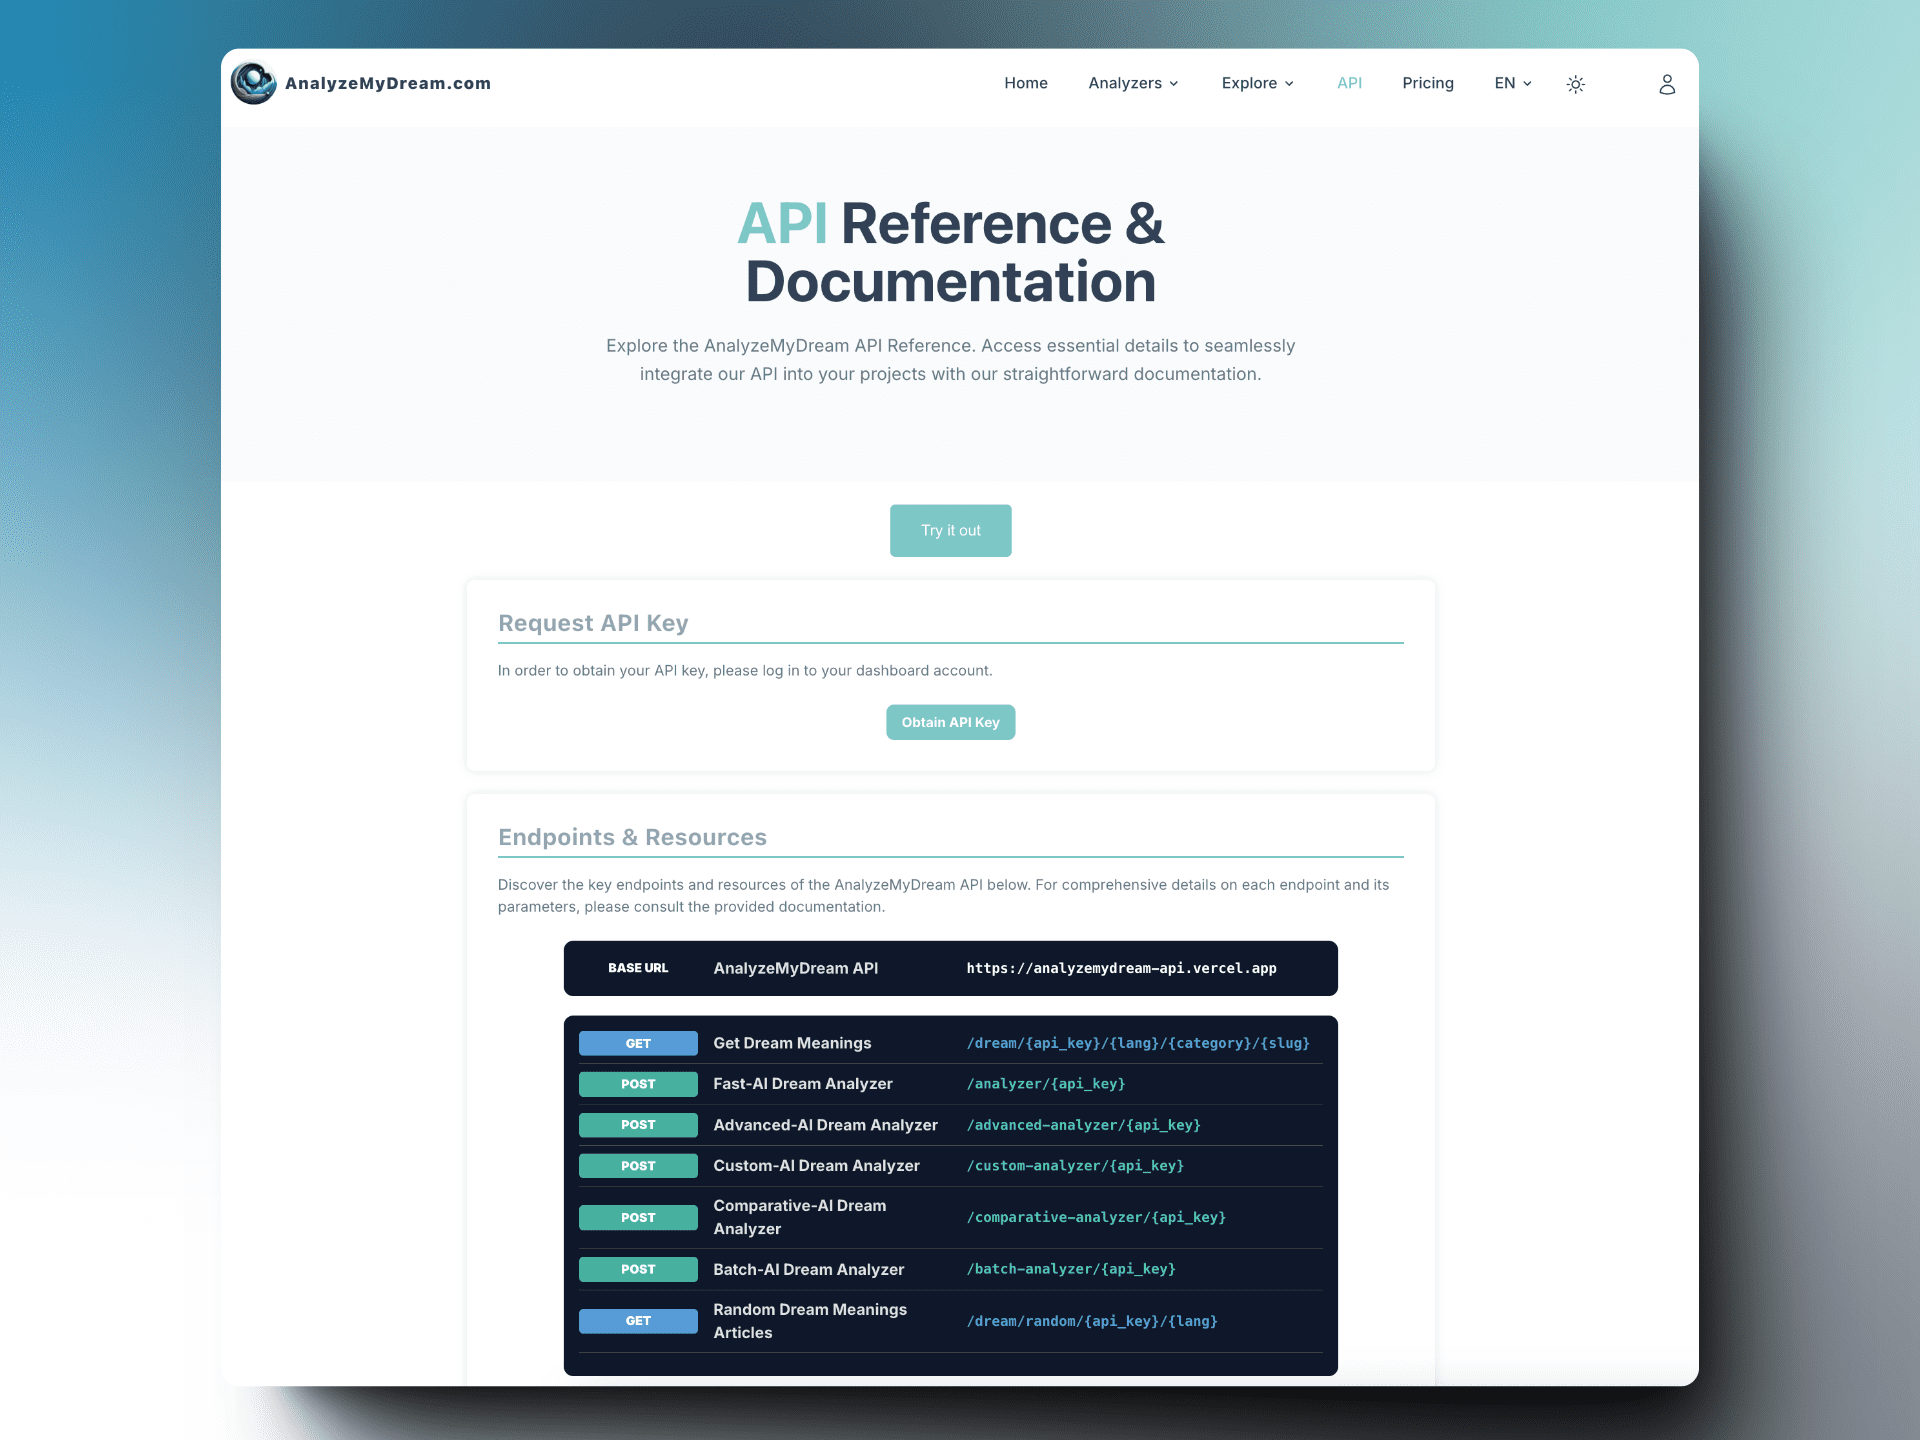 AnalyzeMyDream.com
Home Analyzers Explore API Pricing EN
API Reference &
Documentation
Explore the AnalyzeMyDream API Reference. Access essential details to seamlessly
integrate our API into your projects with our straightforward documentation.
Try it out
Request API Key
In order to obtain your API key, please log in to your dashboard account.
Obtain API Key
Endpoints & Resources
Discover the key endpoints and resources of the AnalyzeMyDream API below. For comprehensive details on each endpoint and its
parameters, please consult the provided documentation.
BASE URL AnalyzeMyDream API https://analyzemydream-api.vercel.app
GET Get Dream Meanings /dream/{api_key}/{lang}/{category}/{slug}
POST Fast-AI Dream Analyzer /analyzer/{api_key}
POST Advanced-AI Dream Analyzer /advanced-analyzer/{api_key}
POST Custom-AI Dream Analyzer /custom-analyzer/{api_key}
POST Comparative-AI Dream
Analyzer /comparative-analyzer/{api_key}
POST Batch-AI Dream Analyzer /batch-analyzer/{api_key}
GET Random Dream Meanings
Articles /dream/random/{api_key}/{lang}